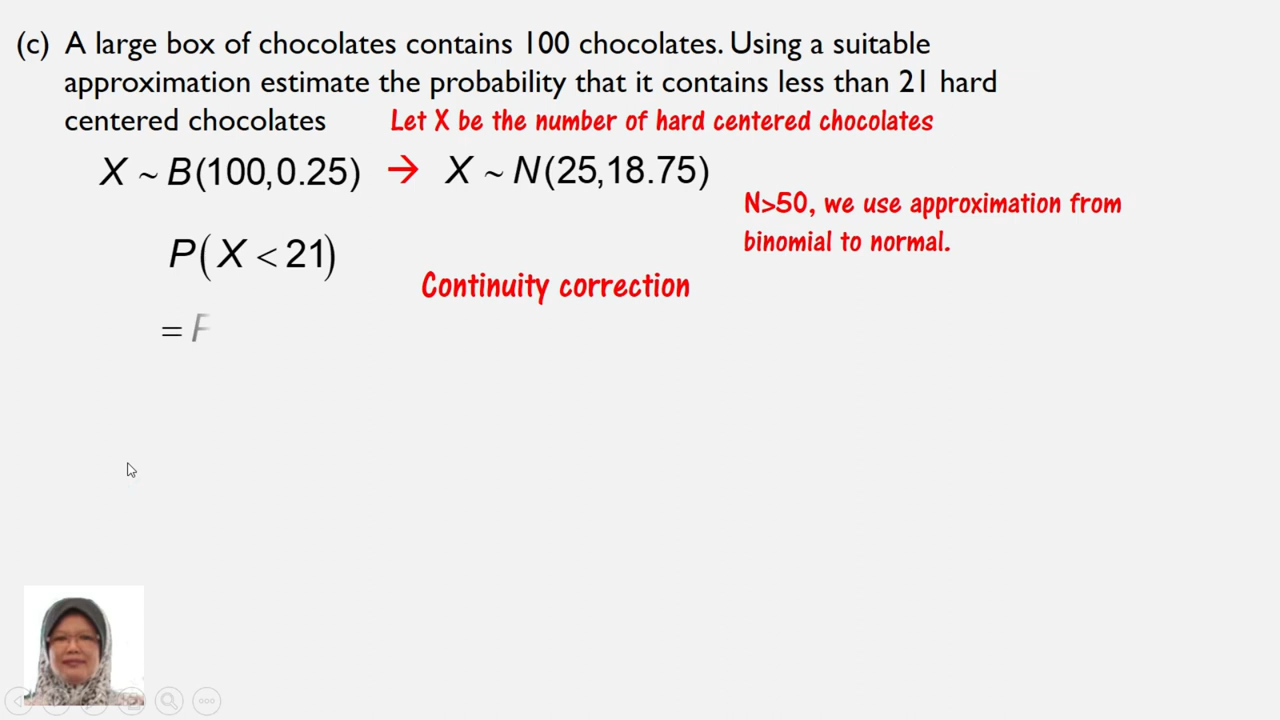 (c) A large box of chocolates contains 100 chocolates. Using a suitable
approximation estimate the probability that it contains less than 21 hard
centered chocolates Let X be the number of hard centered chocolates
X ~ B(100,0.25) → X ~ N(25,18.75)
N>50, we use approximation from
binomial to normal.
P(X < 21)
Continuity correction
= P